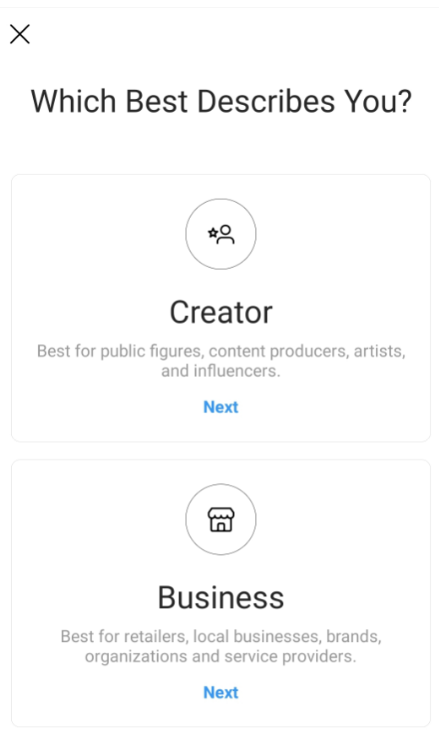 Which Best Describes You?
Creator
Best for public figures, content producers, artists,
and influencers.
Next
Business
Best for retailers, local businesses, brands,
organizations and service providers.
Next